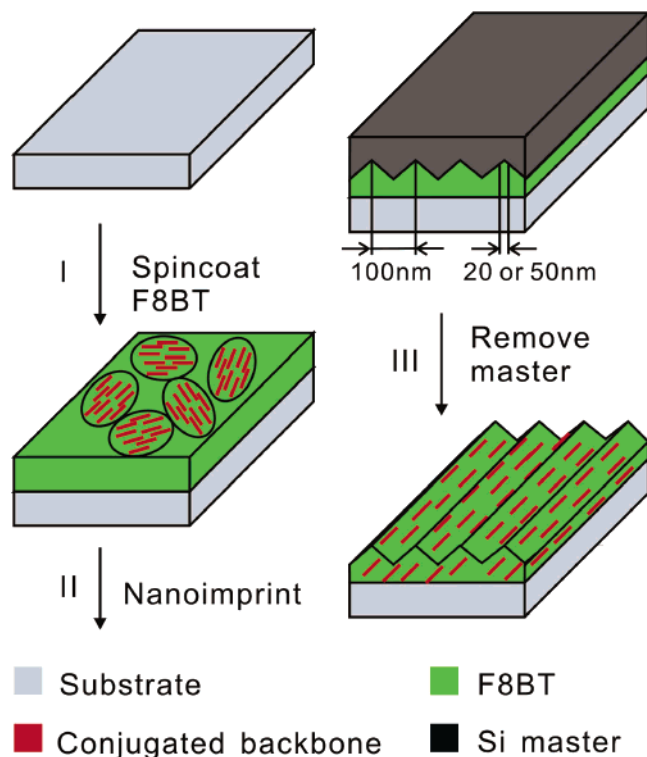 I
Spincoat
F8BT
II
Nanoimprint
100nm
20 or 50nm
III
Remove
master
Substrate
F8BT
Conjugated backbone
Si master